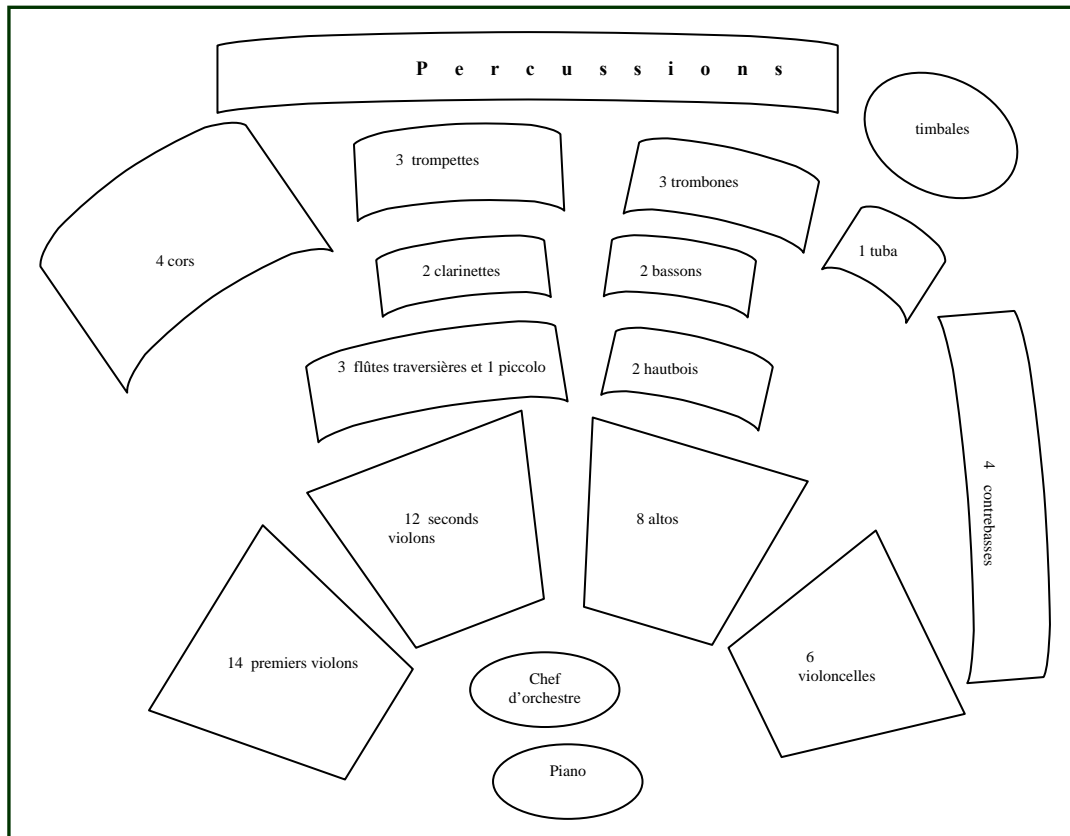 P e r c u s s i o n s
timbales
3 trompettes
3 trombones
1 tuba
4 cors
2 clarinettes
2 bassons
3 flûtes traversières et 1 piccolo
2 hautbois
4 contrebasses
12 seconds
violons
8 altos
14 premiers violons
6
violoncelles
Chef
d’orchestre
Piano